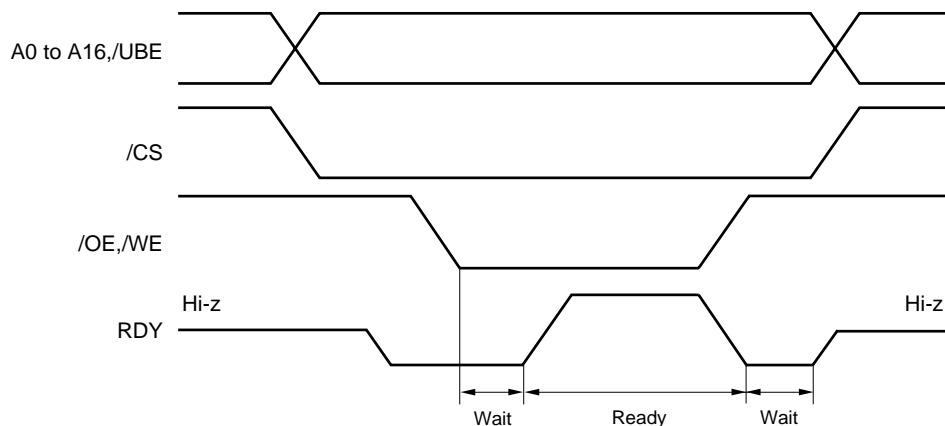 A0 to A16,/UBE
/CS
/OE,/WE
Hi-z
Hi-z
RDY
Wait
Ready
Wait